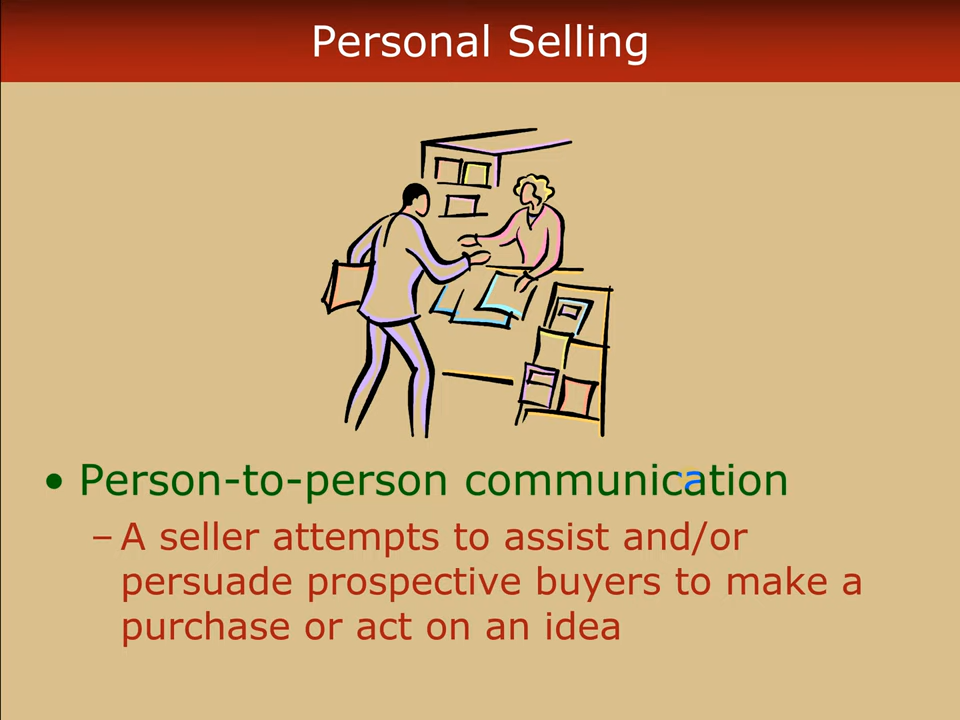 Personal Selling
• Person-to-person communication
– A seller attempts to assist and/or
persuade prospective buyers to make a
purchase or act on an idea